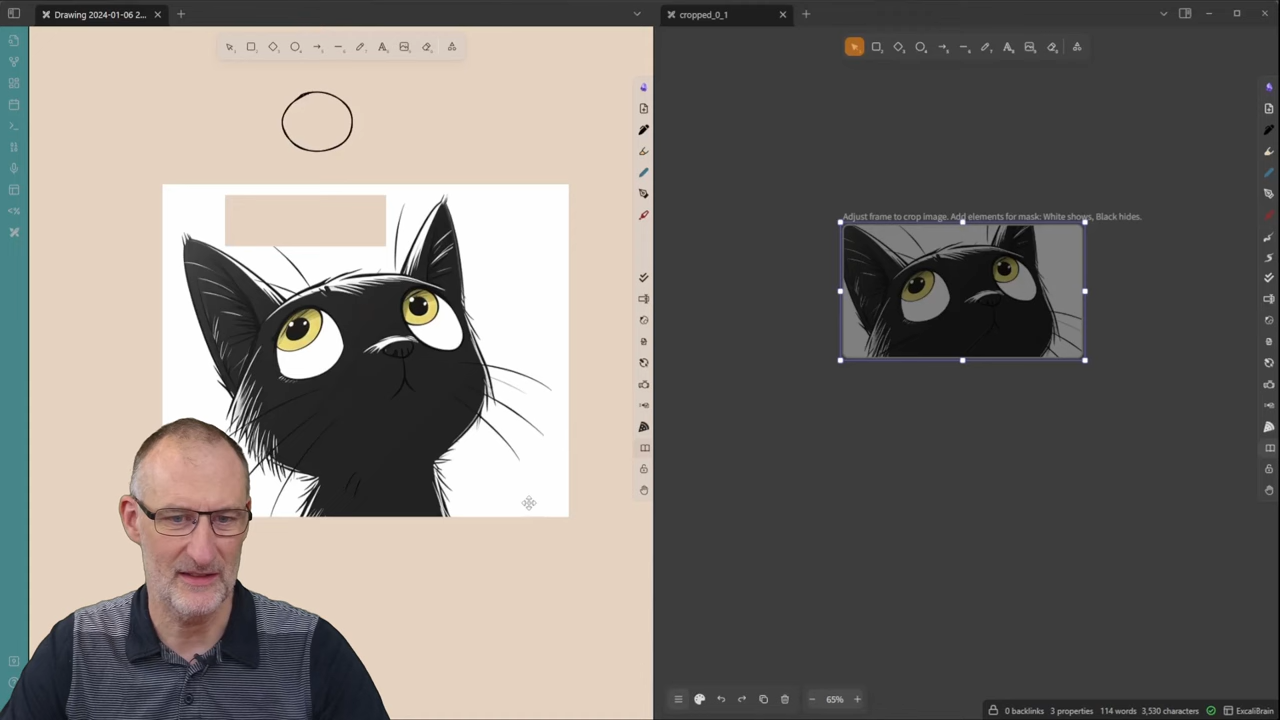 Drawing 2024-01-06 2...
cropped_0_1
Adjust frame to crop image. Add elements for mask: White shows, Black hides.
65%
0 backlinks 3 properties 114 words 3,530 characters ExcaliBrain